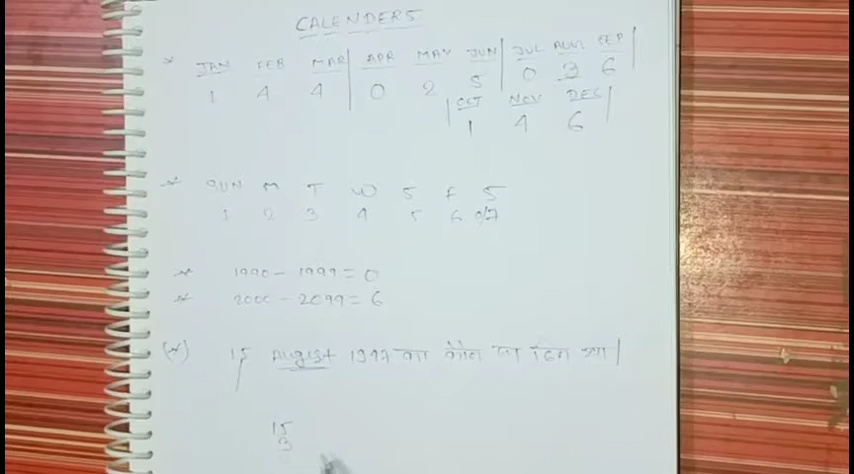 CALENDERS
* JAN FEB MAR | APR MAY JUN | JUL AUG SEP |
1 4 4 | 0 2 5 | 0 3 6
| OCT NOV DEC |
1 4 6
* SUN M T W S F S
1 2 3 4 5 6 0/7
* 1990 - 1999 = 0
* 2000 - 2099 = 6
15 August 1947 का कौन सा दिन था |
15
3